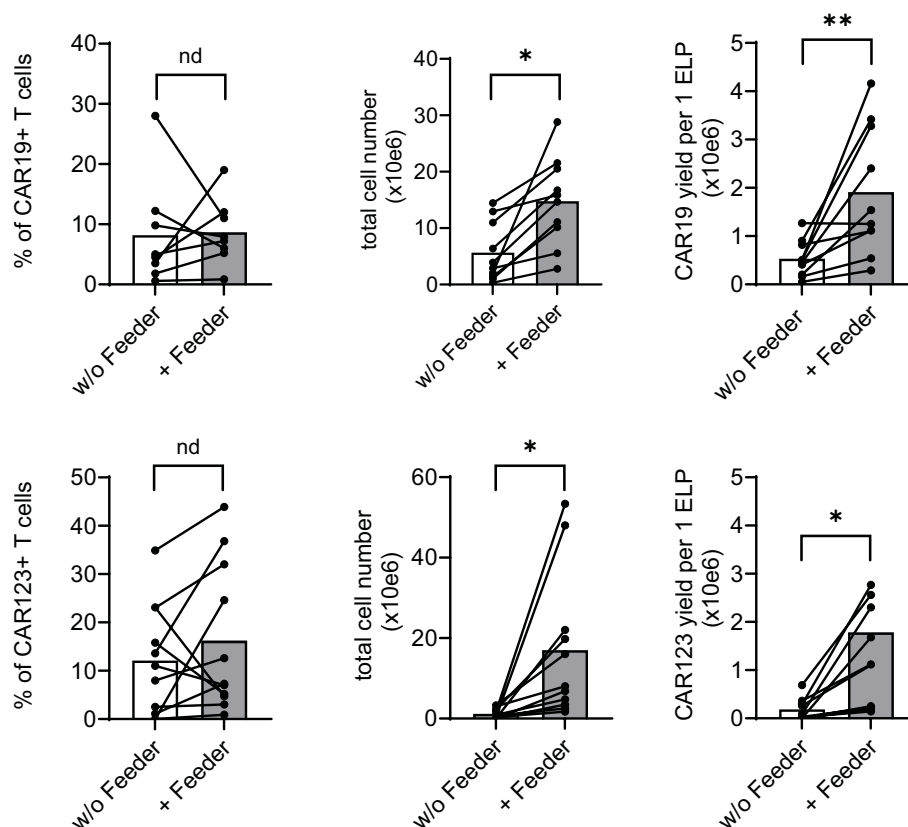 % of CAR19+ T cells
40
30
20
10
0
nd
w/o Feeder
+ Feeder
total cell number
(x10e6)
40
30
20
10
0
*
w/o Feeder
+ Feeder
CAR19 yield per 1 ELP
(x10e6)
5
4
3
2
1
0
**
w/o Feeder
+ Feeder
% of CAR123+ T cells
50
40
30
20
10
0
nd
w/o Feeder
+ Feeder
total cell number
(x10e6)
60
40
20
0
*
w/o Feeder
+ Feeder
CAR123 yield per 1 ELP
(x10e6)
5
4
3
2
1
0
*
w/o Feeder
+ Feeder